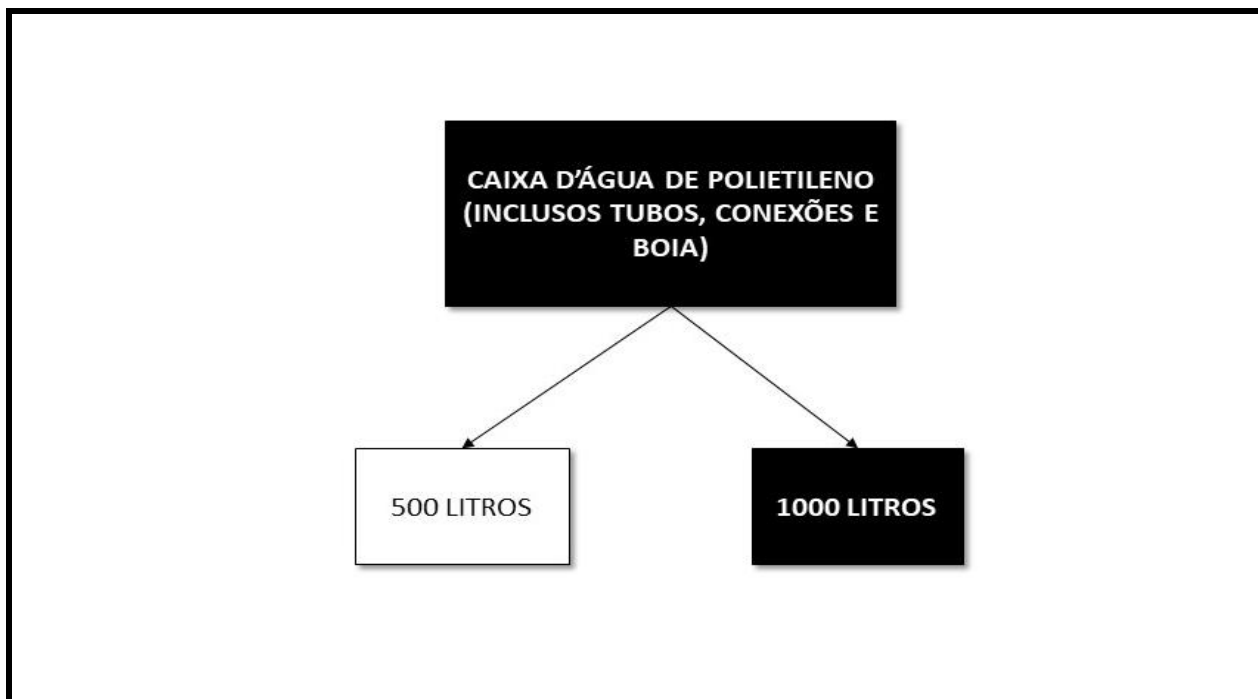 CAIXA D’ÁGUA DE POLIETILENO
(INCLUSOS TUBOS, CONEXÕES E
BOIA)
500 LITROS
1000 LITROS